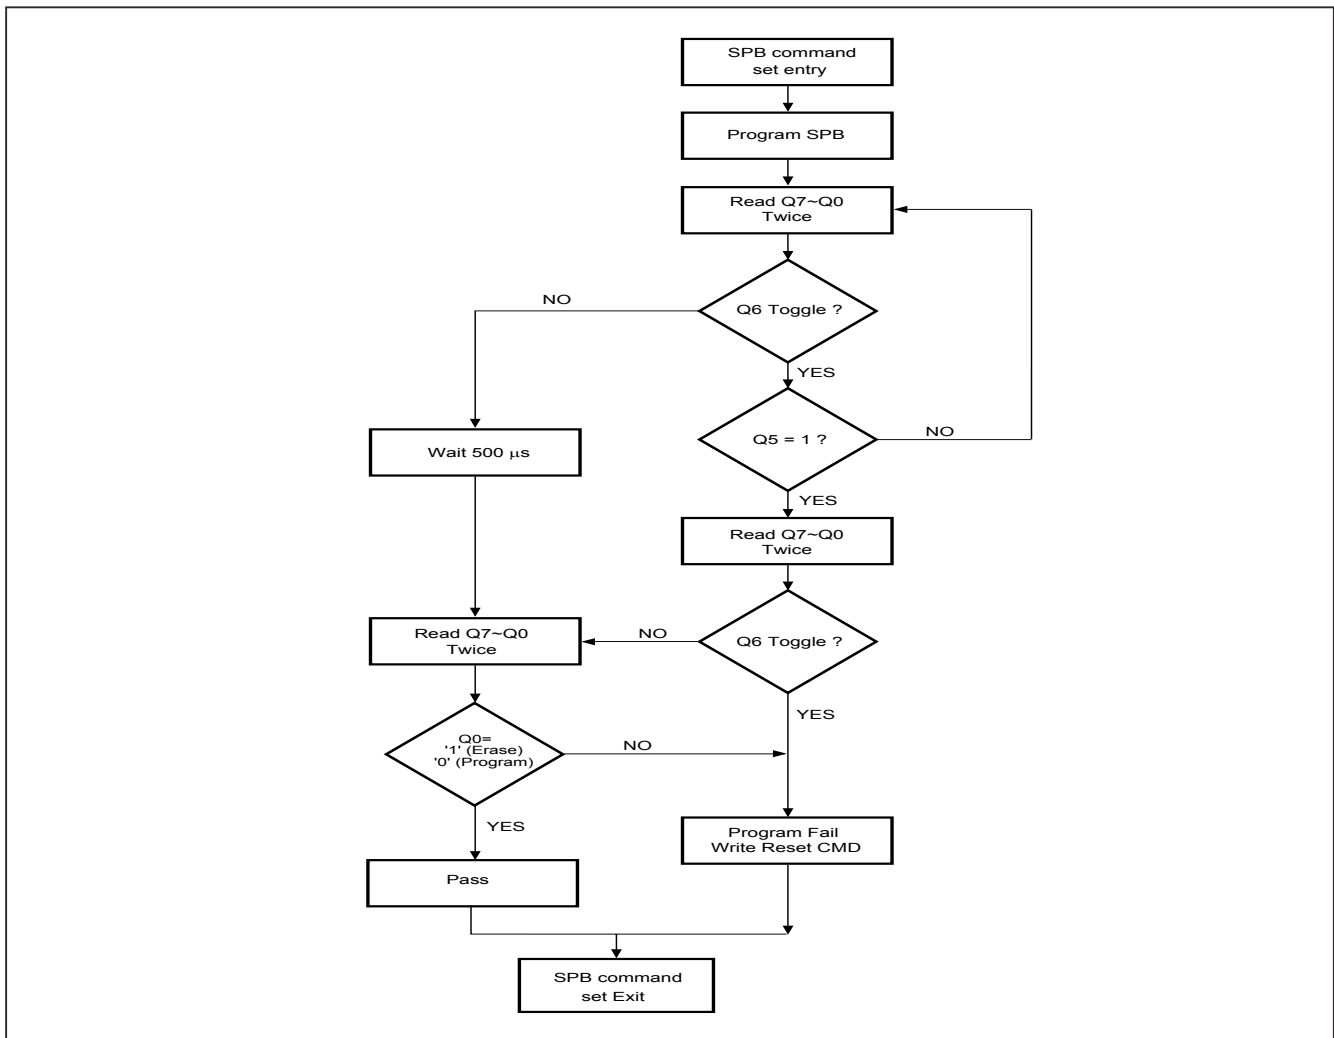 SPB command
set entry
Program SPB
Read Q7~Q0
Twice
Q6 Toggle ?
NO
YES
Q5 = 1 ?
NO
Wait 500 μs
YES
Read Q7~Q0
Twice
Read Q7~Q0
Twice
NO
Q6 Toggle ?
YES
Q0=
'1' (Erase)
'0' (Program)
NO
YES
Program Fail
Write Reset CMD
Pass
SPB command
set Exit